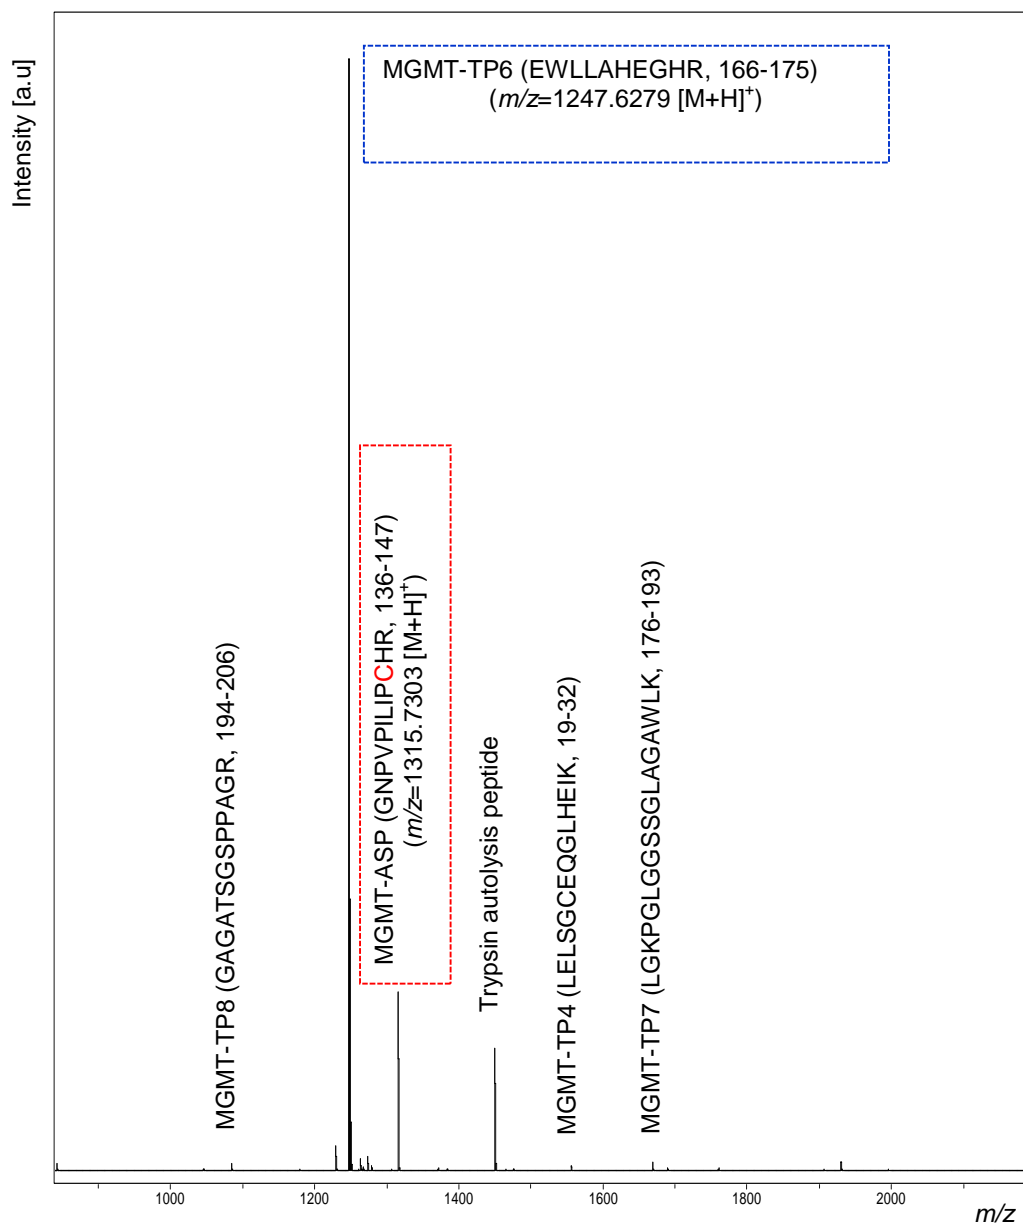 Intensity [a.u]
MGMT-TP6 (EWLLAHEGHR, 166-175)
(m/z=1247.6279 [M+H]+)
MGMT-TP8 (GAGATSGSPPAGR, 194-206)
MGMT-ASP (GNPVPILIPCHR, 136-147)
(m/z=1315.7303 [M+H]+)
Trypsin autolysis peptide
MGMT-TP4 (LELSGCEQGLHEIK, 19-32)
MGMT-TP7 (LGKPGLGGSSGLAGAWLK, 176-193)
1000 1200 1400 1600 1800 2000
m/z